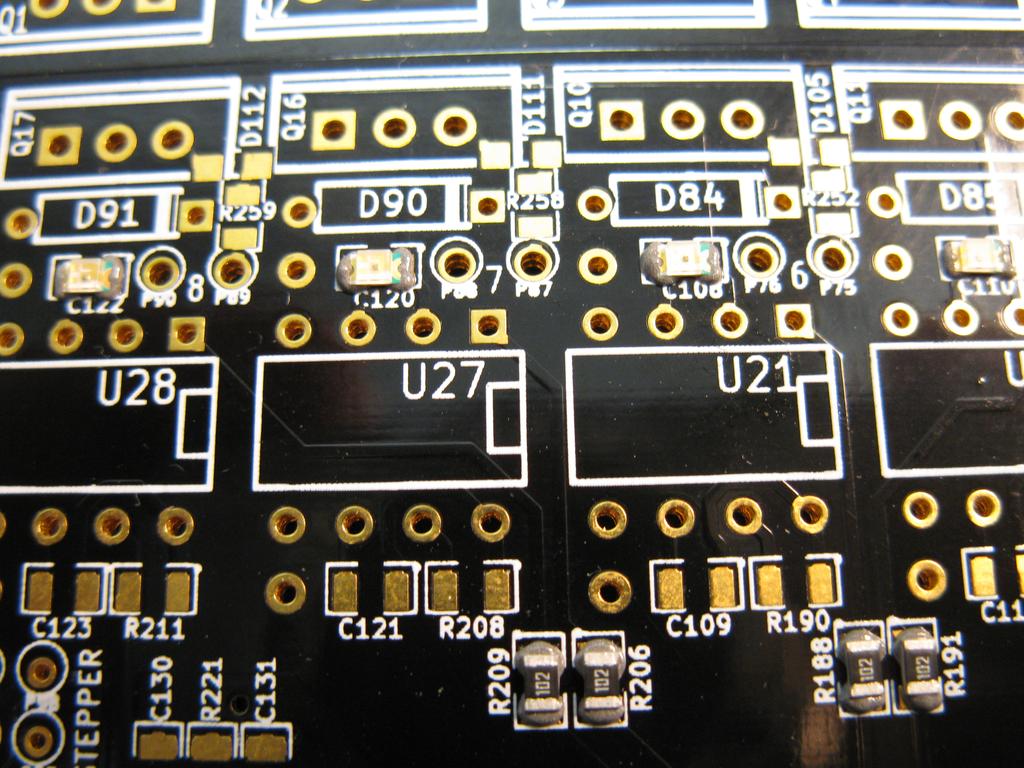 Q1
Q2
Q17
D112
Q16
D111
Q10
D105
D91
R259
D90
R258
D84
R252
D85
C122
P90
8
P89
C120
P88
7
P87
C108
P76
6
P75
C110
U28
U27
U21
C123
R211
C121
R208
C109
R190
C11
R209
102
102
R206
R188
102
102
R191
STEPPER
C130
R221
C131